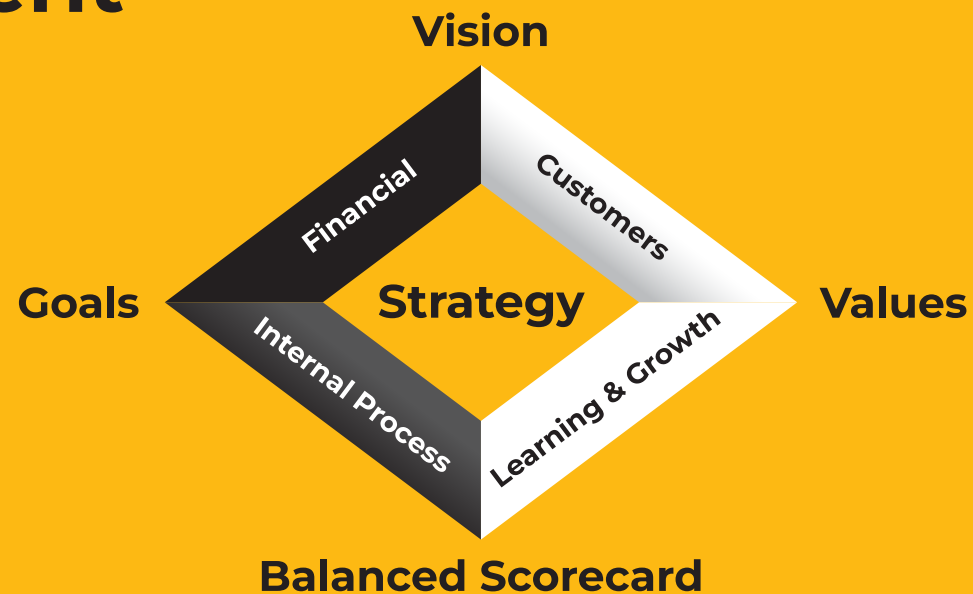 Vision
Financial
Customers
Goals
Strategy
Values
Internal Process
Learning & Growth
Balanced Scorecard